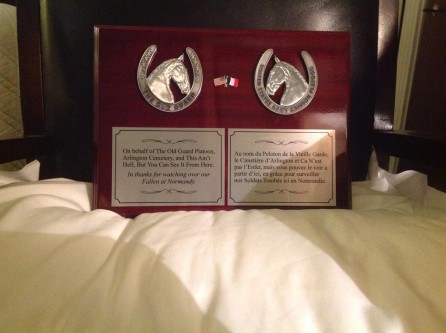 On behalf of The Old Guard Platoon,
Arlington Cemetery, and This Ain't
Hell, But You Can See It From Here.
In thanks for watching over our
Fallen at Normandy.
Au nom du Peloton de la Vieille Garde,
le Cimetière d'Arlington et Ca N'est
pas l'Enfer, mais vous pouvez le voir a
partir d'ici, en grâce pour surveiller
nos Soldats Tombés ici en Normandie.